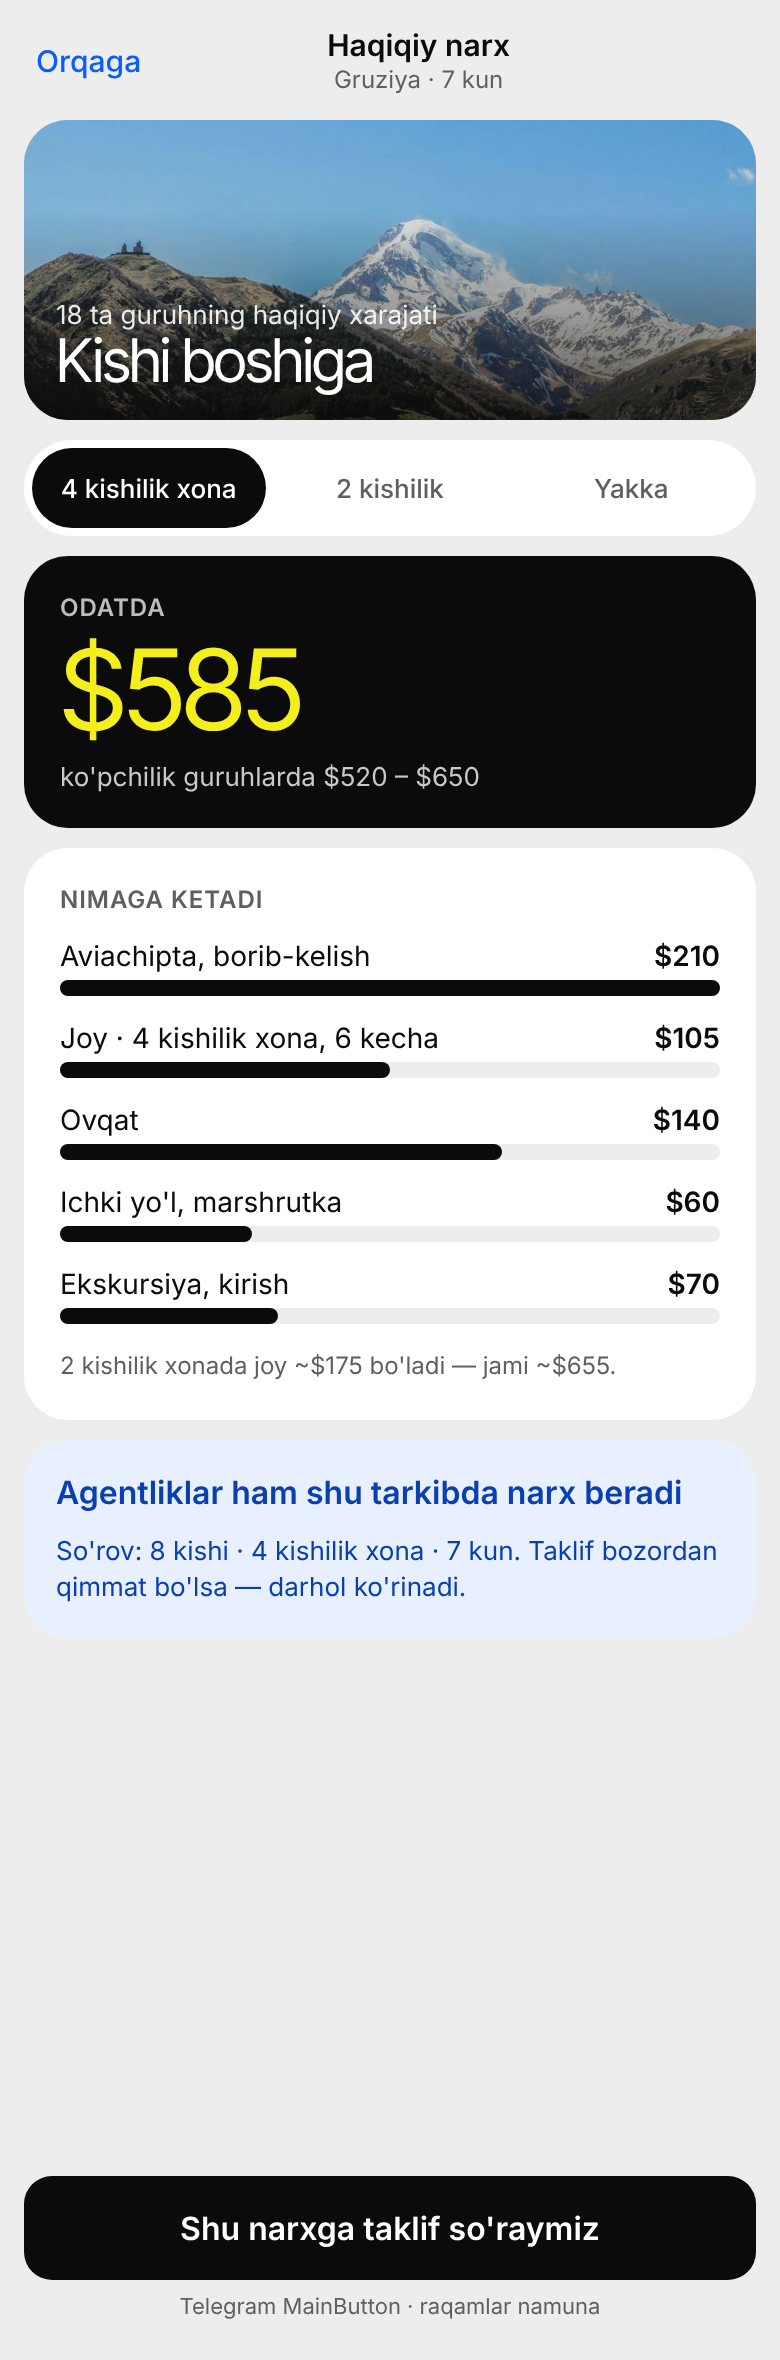 Orqaga
Haqiqiy narx
Gruziya · 7 kun
18 ta guruhning haqiqiy xarajati
Kishi boshiga
4 kishilik xona
2 kishilik
Yakka
ODATDA
$585
ko'pchilik guruhlarda $520 – $650
NIMAGA KETADI
Aviachipta, borib-kelish $210
Joy · 4 kishilik xona, 6 kecha $105
Ovqat $140
Ichki yo'l, marshrutka $60
Ekskursiya, kirish $70
2 kishilik xonada joy ~$175 bo'ladi — jami ~$655.
Agentliklar ham shu tarkibda narx beradi
So'rov: 8 kishi · 4 kishilik xona · 7 kun. Taklif bozordan
qimmat bo'lsa — darhol ko'rinadi.
Shu narxga taklif so'raymiz
Telegram MainButton · raqamlar namuna